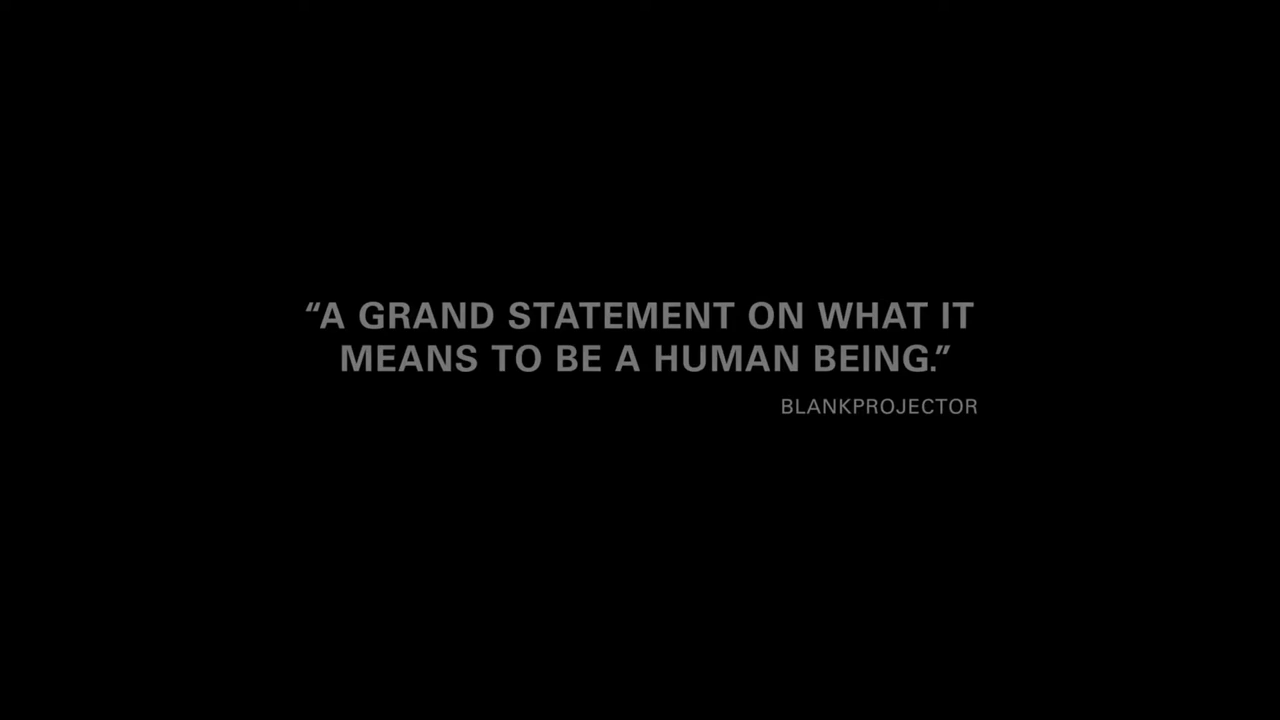 “A GRAND STATEMENT ON WHAT IT
MEANS TO BE A HUMAN BEING.”
BLANKPROJECTOR